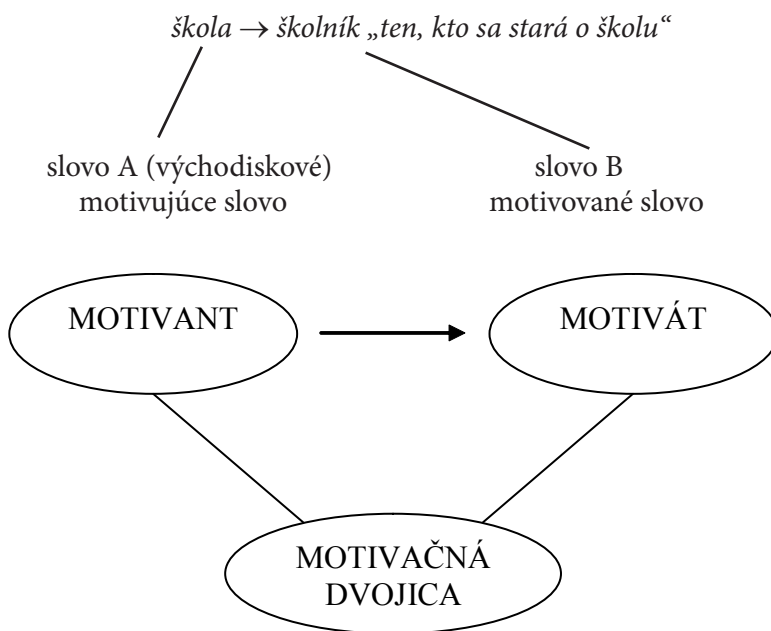 škola → školník „ten, kto sa stará o školu“
slovo A (východiskové)
motivujúce slovo
slovo B
motivované slovo
MOTIVANT
MOTIVÁT
MOTIVAČNÁ
DVOJICA